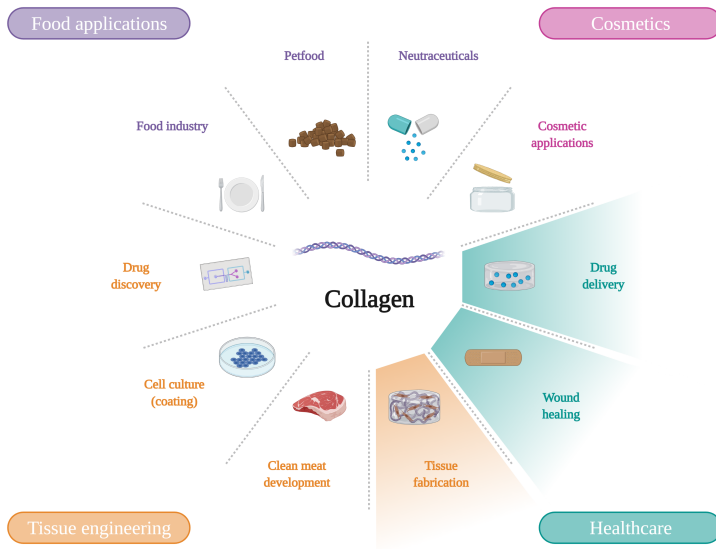 Food applications
Cosmetics
Petfood
Neutraceuticals
Food industry
Cosmetic
applications
Drug
discovery
Collagen
Drug
delivery
Cell culture
(coating)
Wound
healing
Clean meat
development
Tissue
fabrication
Tissue engineering
Healthcare